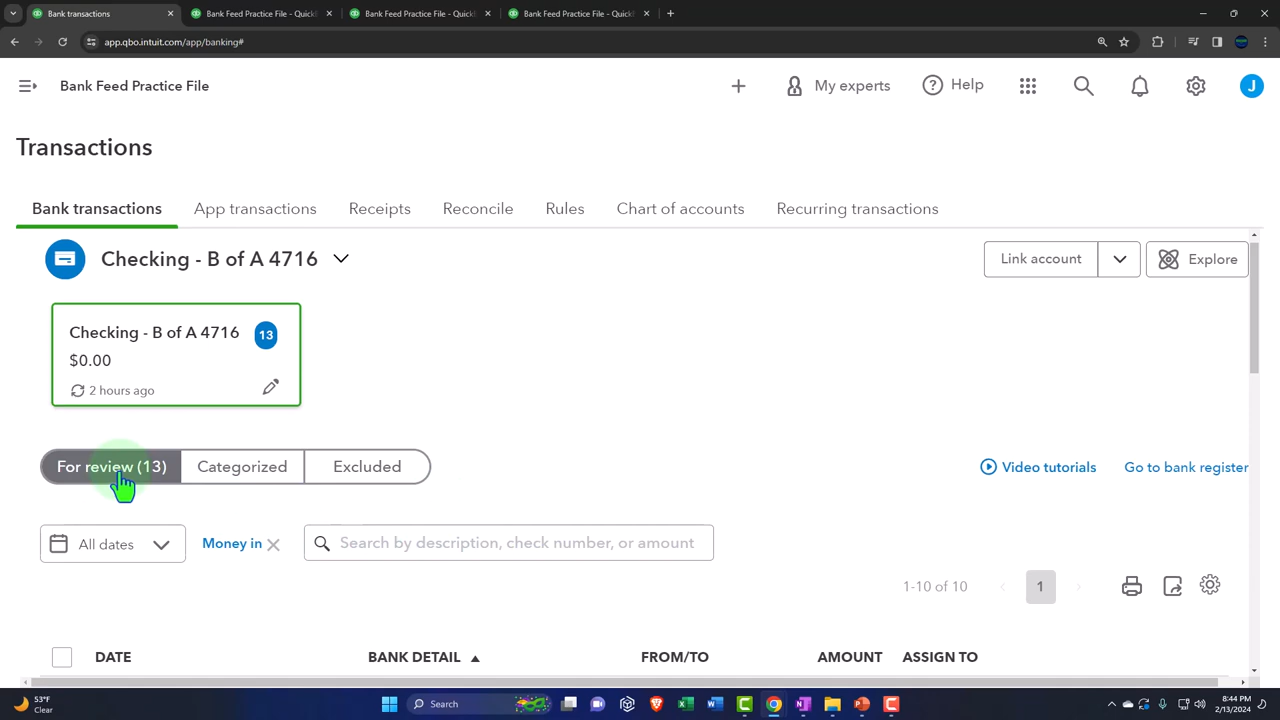 Bank transactions
Bank Feed Practice File - Quick
Bank Feed Practice File - Quick
Bank Feed Practice File - Quick
app.qbo.intuit.com/app/banking#
Bank Feed Practice File
My experts
Help
J
Transactions
Bank transactions
App transactions
Receipts
Reconcile
Rules
Chart of accounts
Recurring transactions
Checking - B of A 4716
Link account
Explore
Checking - B of A 4716
13
$0.00
2 hours ago
For review (13)
Categorized
Excluded
Video tutorials
Go to bank register
All dates
Money in
Search by description, check number, or amount
1-10 of 10
1
DATE
BANK DETAIL
FROM/TO
AMOUNT
ASSIGN TO
53°F
Clear
Search
8:44 PM
2/13/2024